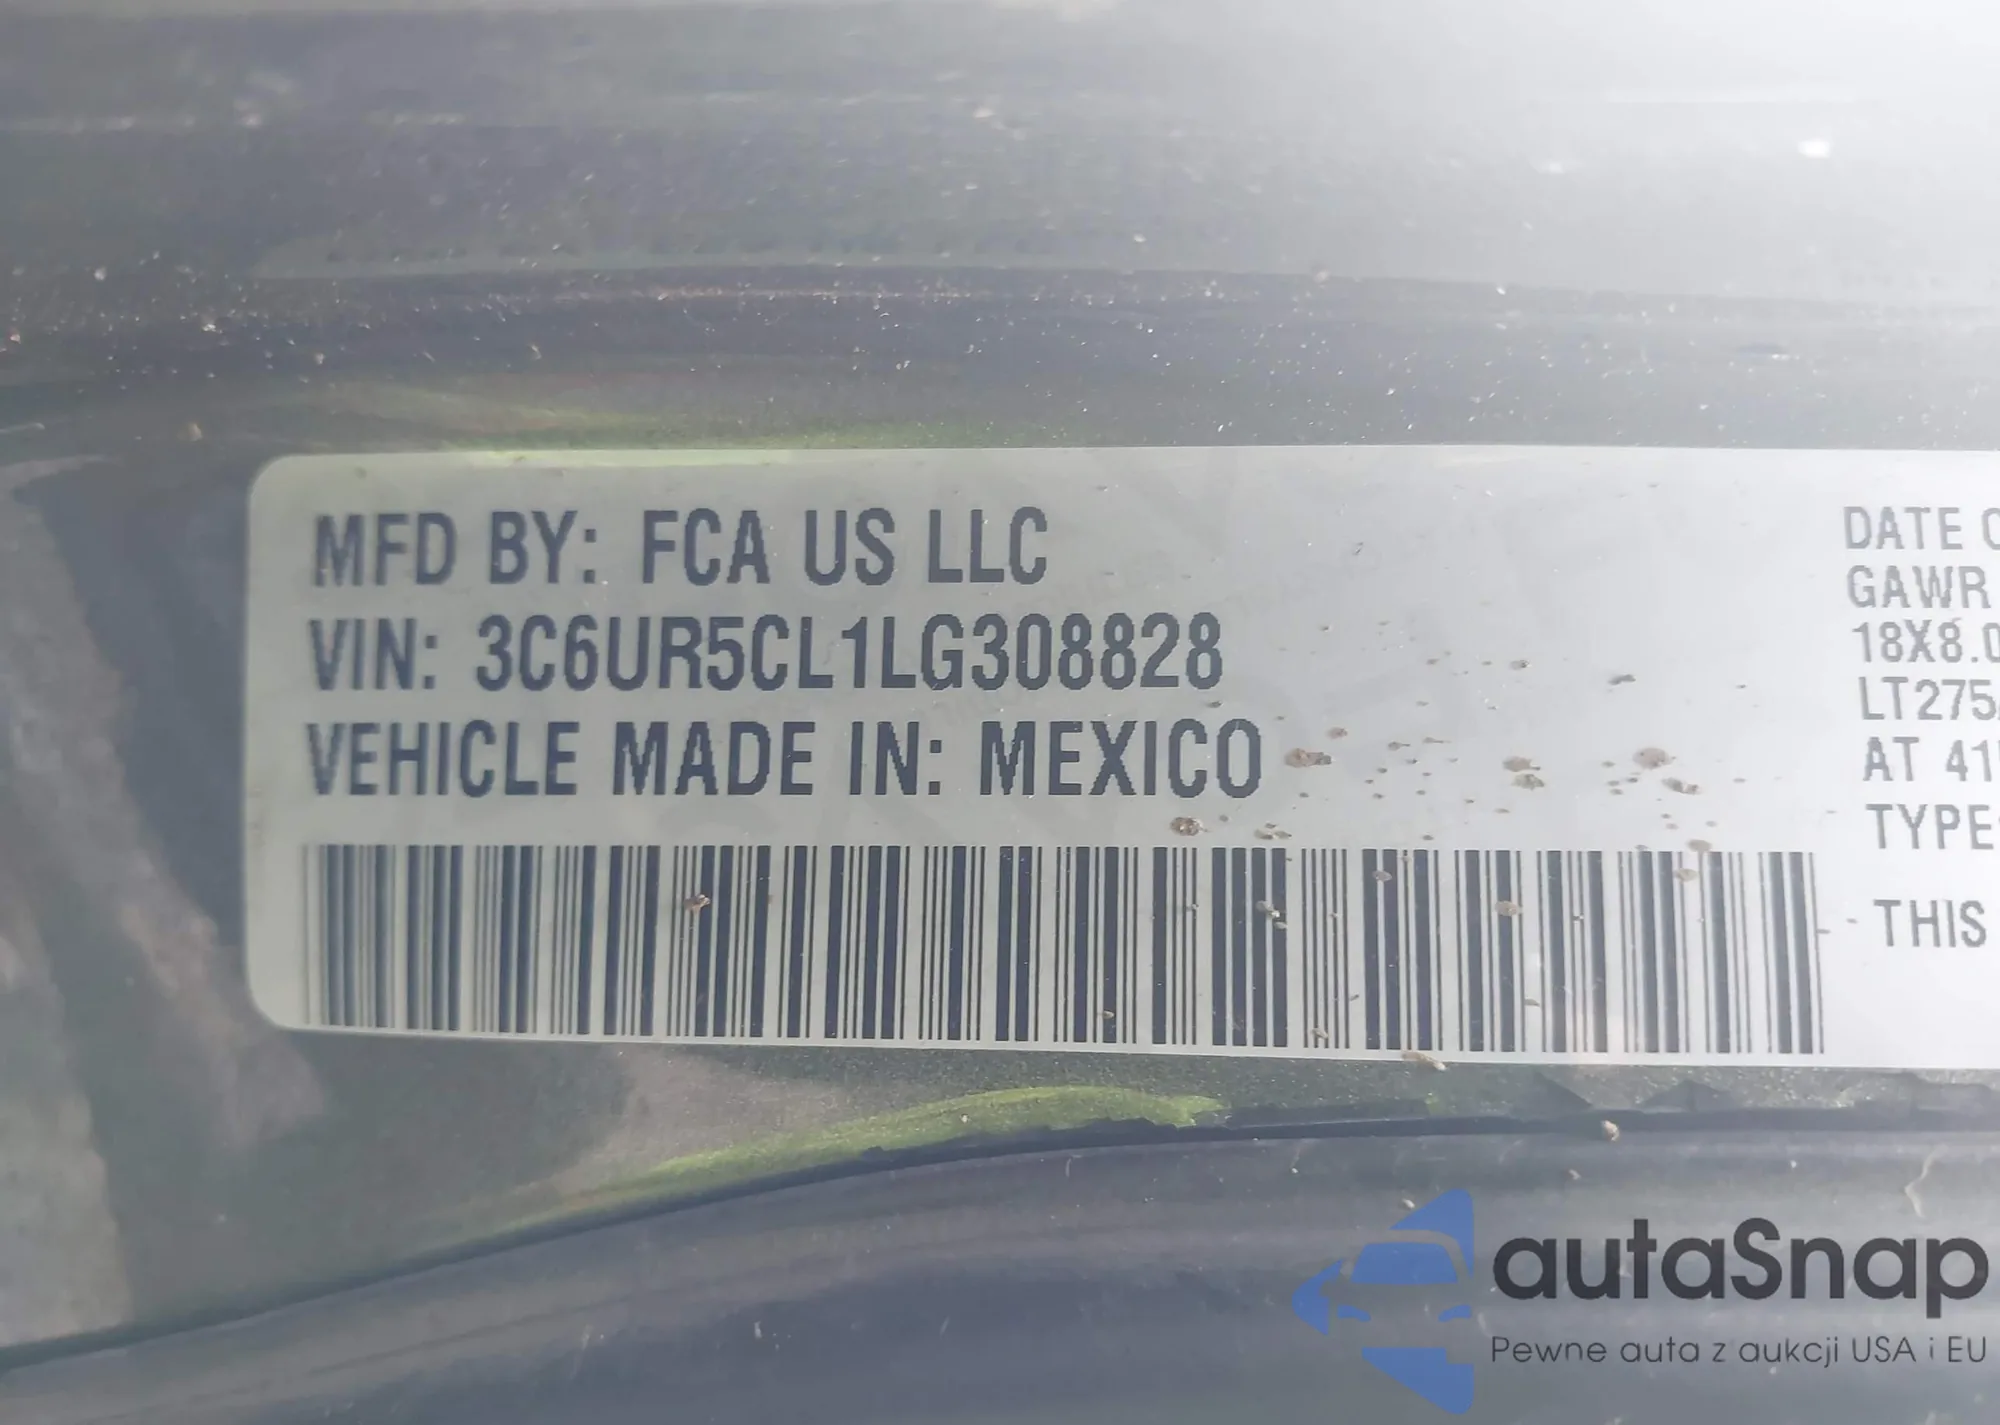 MFD BY: FCA US LLC
VIN: 3C6UR5CL1LG308828
VEHICLE MADE IN: MEXICO
DATE O
GAWR
18X8.0
LT275
AT 41
TYPE
THIS
autaSnap
Pewne auta z aukcji USA i EU